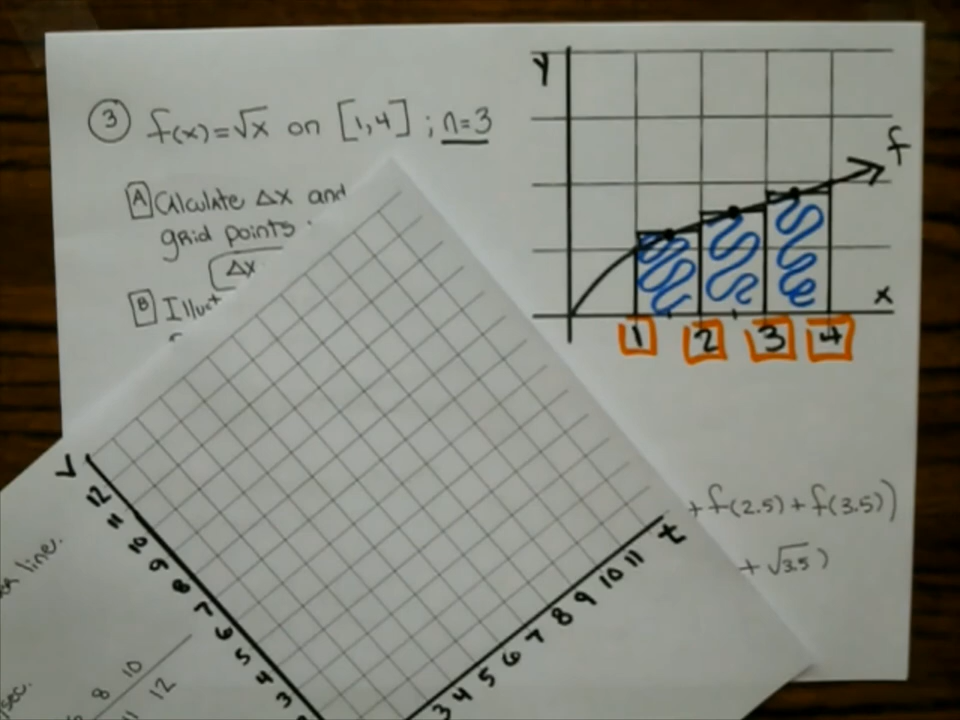 ③ f(x)=√x on [1,4] ; n=3
A Calculate Δx and
grid points
Δx
B
y
f
x
1 2 3 4
+ f(2.5) + f(3.5))
+ √3.5 )
V
12 11 10 9 8 7 6 5 4 3
3 4 5 6 7 8 9 10 11
t
line.
/sec.
8 10
11 12